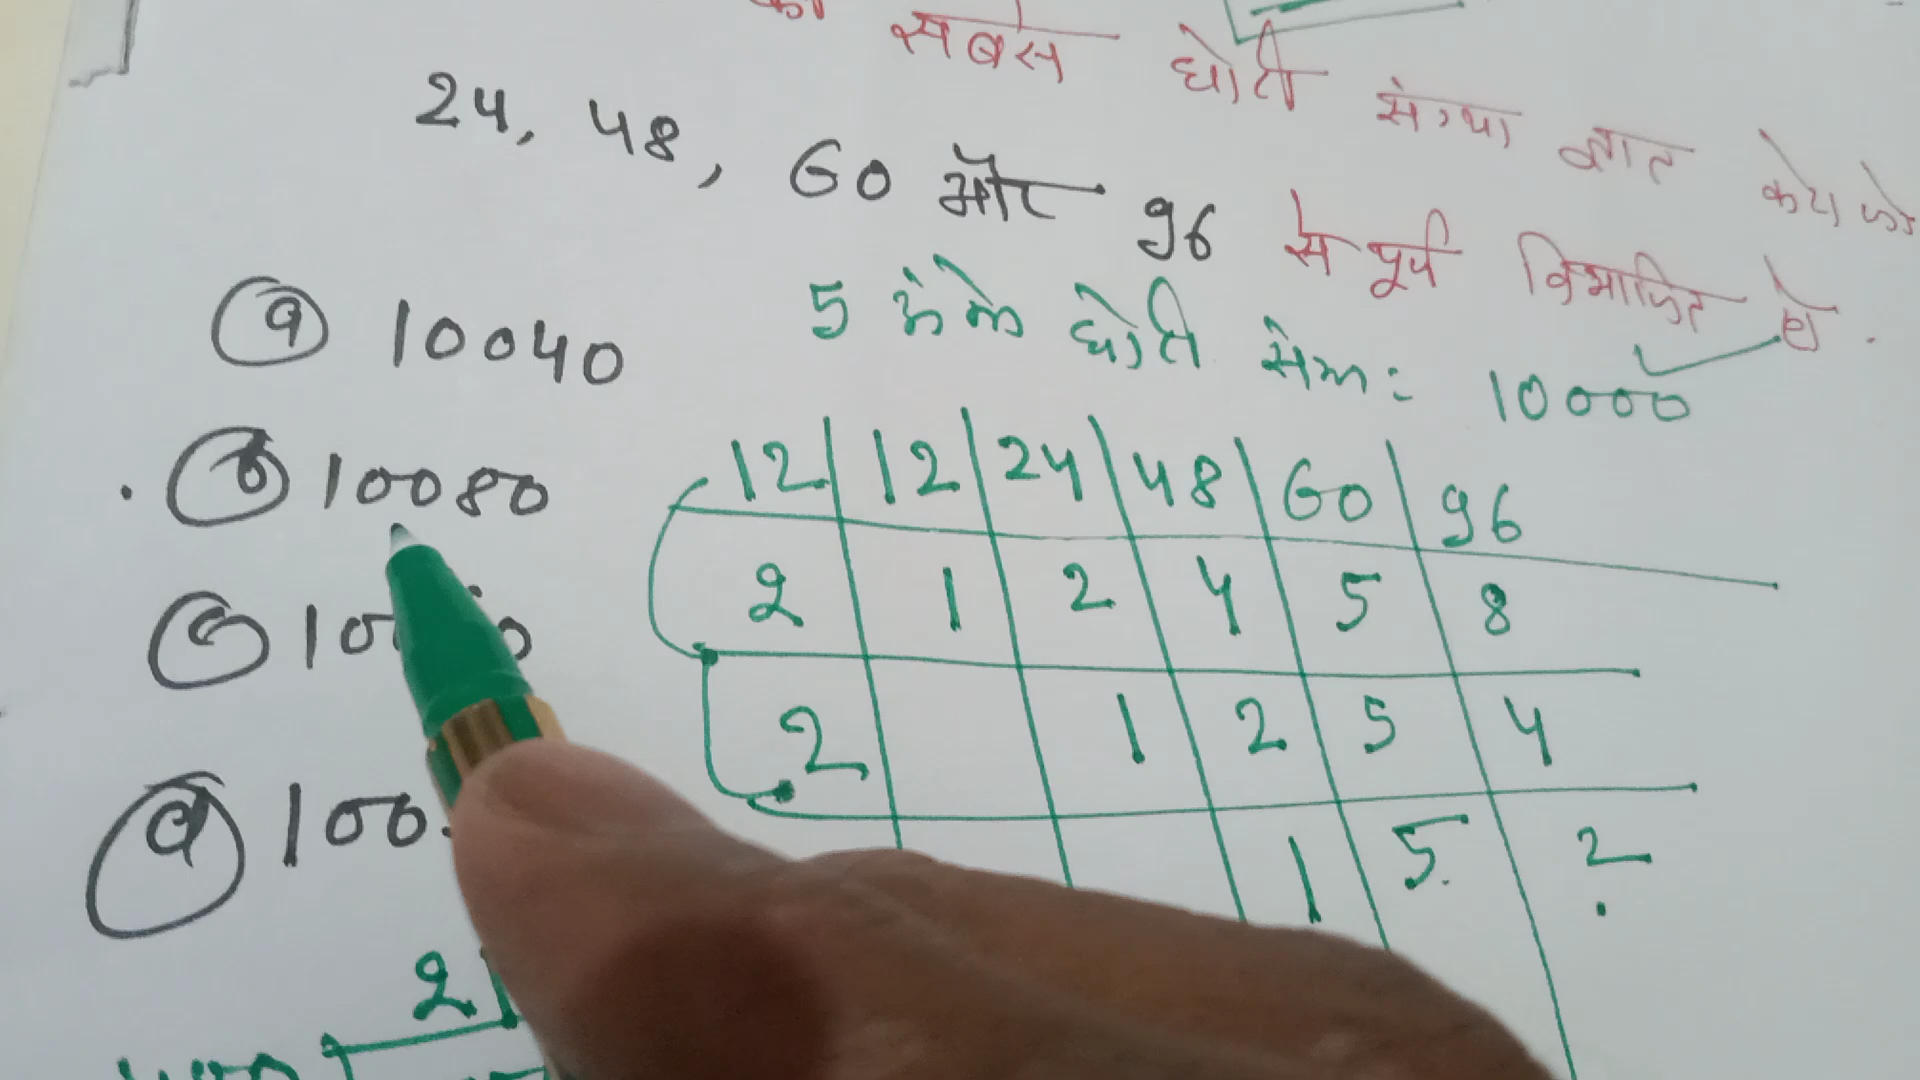 सबसे छोटी संख्या ज्ञात
24, 48, 60 और 96 से पूर्ण विभाजित हो.
5 अंके छोटी संख्या: 10000
a 10040
b 10080
c
d
12 12 24 48 60 96
2 1 2 4 5 8
2 1 2 5 4
1 5 2
2